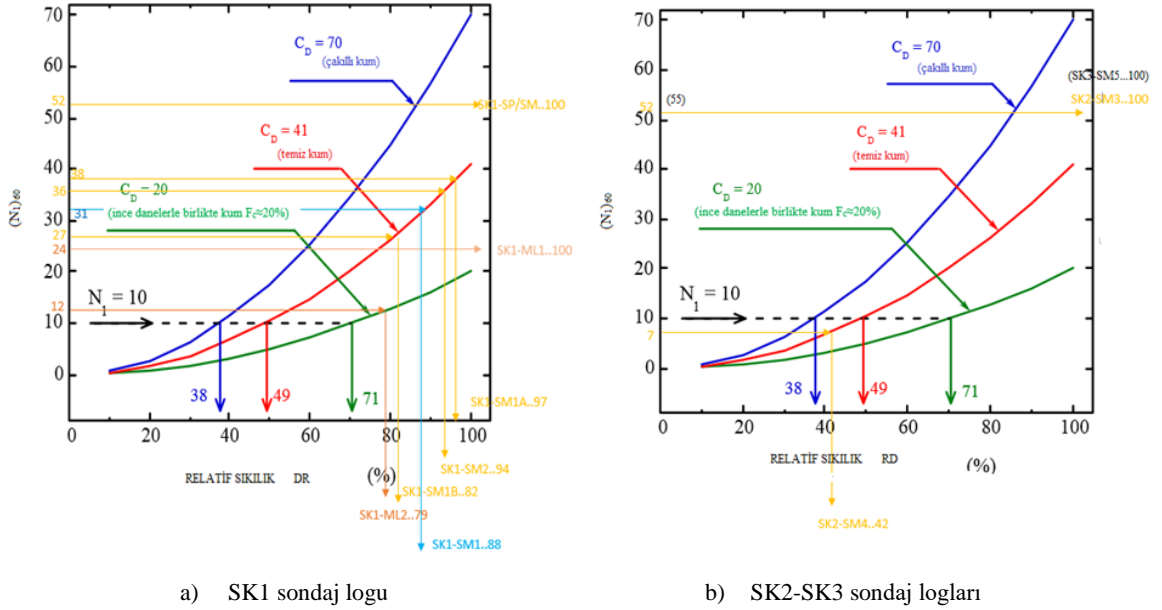 70
60
50
40
30
20
10
0
(N₁)₆₀
C_D = 70
(çakıllı kum)
52
SK1-SP/SM..100
C_D = 41
(temiz kum)
38
36
C_D = 20
(ince danelerle birlikte kum Fc≈20%)
31
27
24
SK1-ML1..100
N₁ = 10
12
38
49
71
SK1-SM1A..97
0
20
40
60
80
100
SK1-SM2..94
RELATİF SIKILIK DR
(%)
SK1-SM1B..82
SK1-ML2..79
SK1-SM1..88
a) SK1 sondaj logu
70
60
50
40
30
20
10
0
(N₁)₆₀
C_D = 70
(çakıllı kum)
(SK3-SM5...100)
52
(55)
SK2-SM3..100
C_D = 41
(temiz kum)
C_D = 20
(ince danelerle birlikte kum Fc≈20%)
N₁ = 10
7
38
49
71
0
20
40
60
80
100
RELATİF SIKILIK RD
(%)
SK2-SM4..42
b) SK2-SK3 sondaj logları